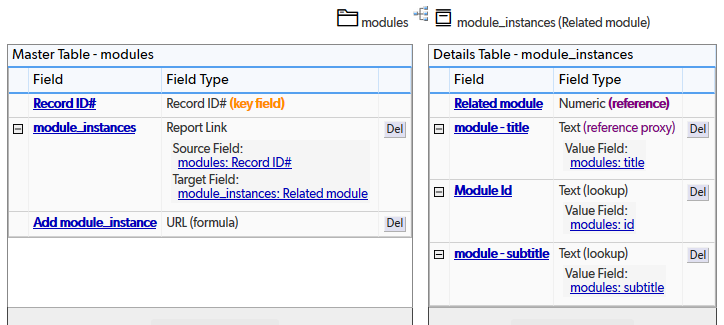 modules module_instances (Related module)
Master Table - modules
Field Field Type
Record ID# Record ID# (key field)
module_instances Report Link Del
Source Field:
modules: Record ID#
Target Field:
module_instances: Related module
Add module_instance URL (formula) Del
Details Table - module_instances
Field Field Type
Related module Numeric (reference)
module - title Text (reference proxy) Del
Value Field:
modules: title
Module Id Text (lookup) Del
Value Field:
modules: id
module - subtitle Text (lookup) Del
Value Field:
modules: subtitle